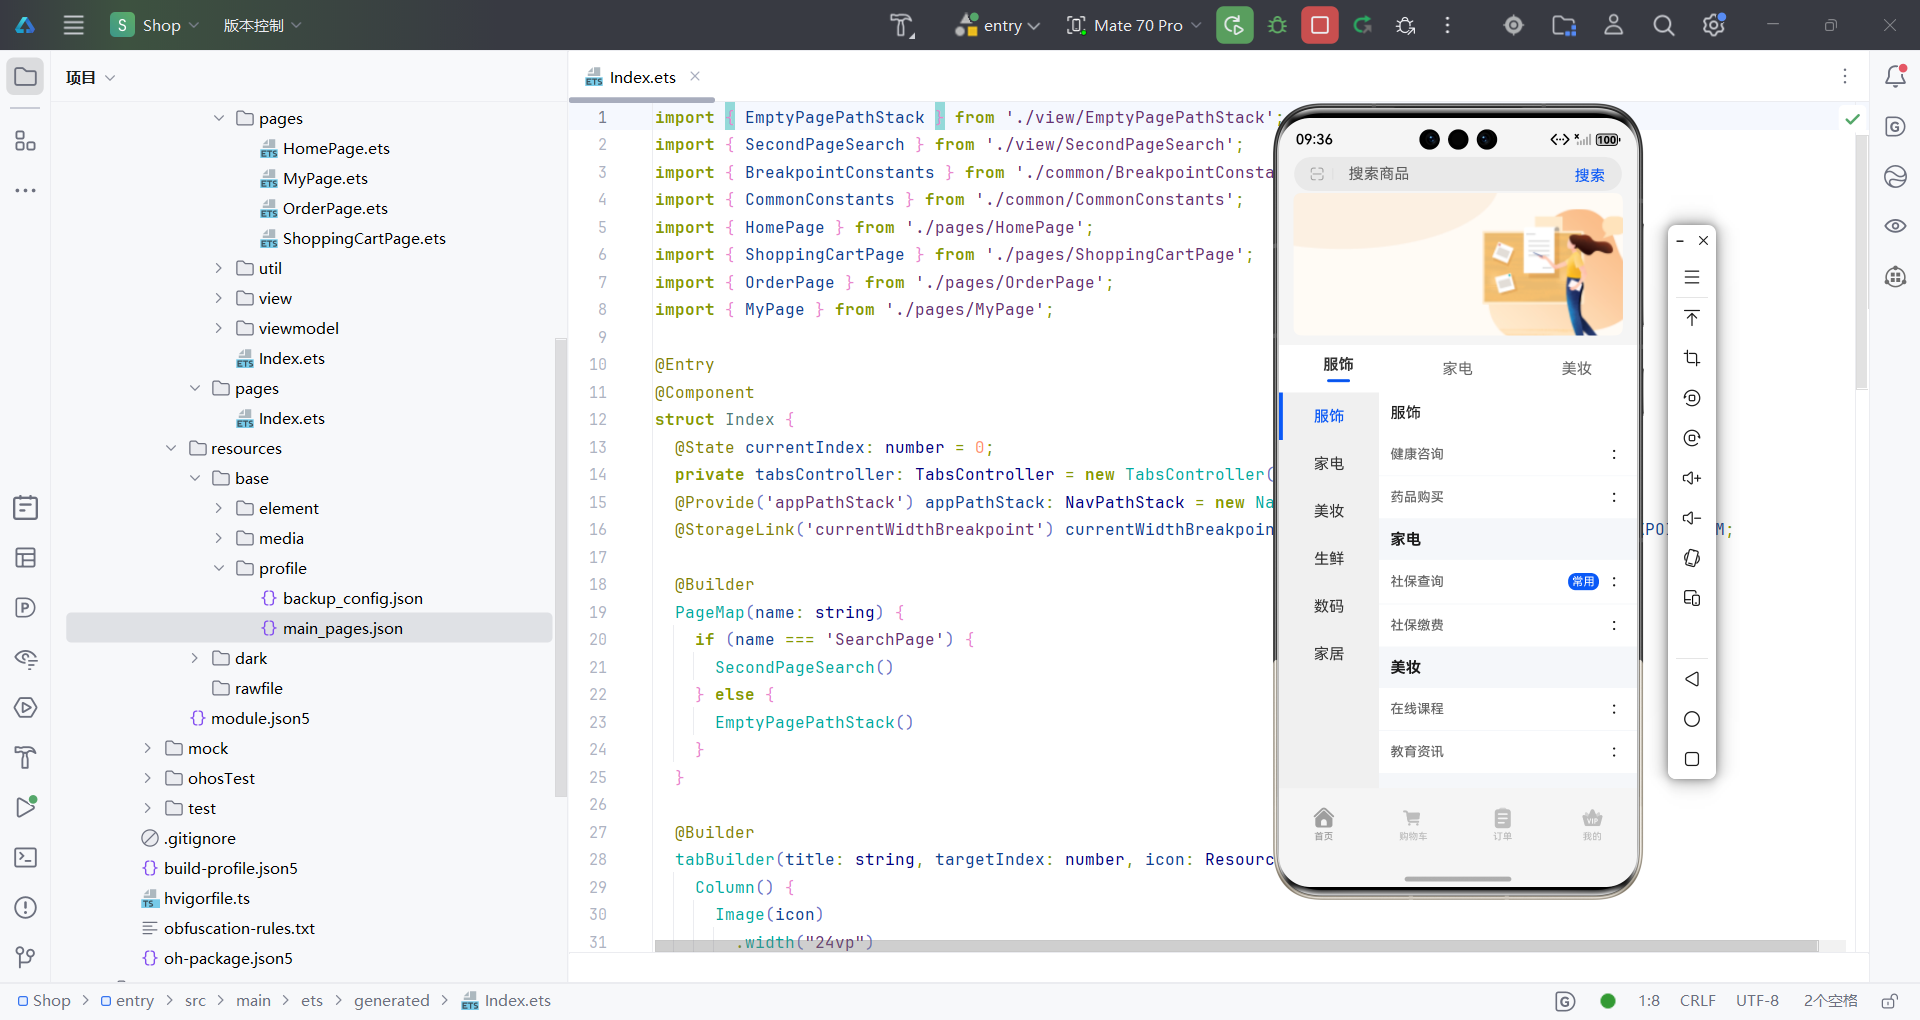 S Shop 版本控制 entry Mate 70 Pro
项目
Index.ets
pages
HomePage.ets
MyPage.ets
OrderPage.ets
ShoppingCartPage.ets
util
view
viewmodel
Index.ets
pages
Index.ets
resources
base
element
media
profile
backup_config.json
main_pages.json
dark
rawfile
module.json5
mock
ohosTest
test
.gitignore
build-profile.json5
hvigorfile.ts
obfuscation-rules.txt
oh-package.json5
1 import { EmptyPagePathStack } from './view/EmptyPagePathStack';
2 import { SecondPageSearch } from './view/SecondPageSearch';
3 import { BreakpointConstants } from './common/BreakpointConsta
4 import { CommonConstants } from './common/CommonConstants';
5 import { HomePage } from './pages/HomePage';
6 import { ShoppingCartPage } from './pages/ShoppingCartPage';
7 import { OrderPage } from './pages/OrderPage';
8 import { MyPage } from './pages/MyPage';
9
10 @Entry
11 @Component
12 struct Index {
13 @State currentIndex: number = 0;
14 private tabsController: TabsController = new TabsController(
15 @Provide('appPathStack') appPathStack: NavPathStack = new Na
16 @StorageLink('currentWidthBreakpoint') currentWidthBreakpoin M;
17
18 @Builder
19 PageMap(name: string) {
20 if (name === 'SearchPage') {
21 SecondPageSearch()
22 } else {
23 EmptyPagePathStack()
24 }
25 }
26
27 @Builder
28 tabBuilder(title: string, targetIndex: number, icon: Resourc
29 Column() {
30 Image(icon)
31 .width("24vp")
09:36 100
搜索商品 搜索
服饰 家电 美妆
服饰
家电
美妆
生鲜
数码
家居
服饰
健康咨询
药品购买
家电
社保查询 常用
社保缴费
美妆
在线课程
教育资讯
首页 购物车 订单 我的
Shop > entry > src > main > ets > generated > Index.ets
1:8 CRLF UTF-8 2个空格